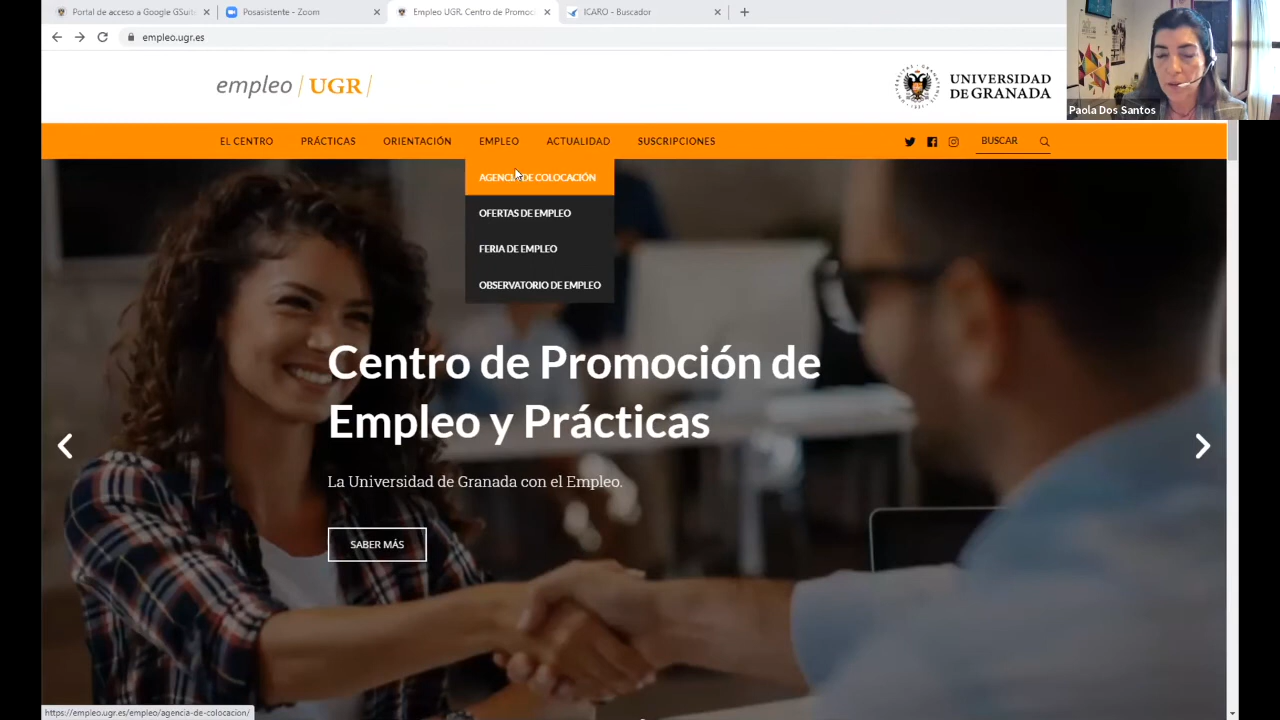 Portal de acceso a Google GSuit
Posasistente - Zoom
Empleo UGR. Centro de Promoc
ICARO - Buscador
empleo.ugr.es
empleo UGR
UNIVERSIDAD
DE GRANADA
Paola Dos Santos
EL CENTRO PRÁCTICAS ORIENTACIÓN EMPLEO ACTUALIDAD SUSCRIPCIONES BUSCAR
AGENCIA DE COLOCACIÓN
OFERTAS DE EMPLEO
FERIA DE EMPLEO
OBSERVATORIO DE EMPLEO
Centro de Promoción de
Empleo y Prácticas
La Universidad de Granada con el Empleo.
SABER MÁS
https://empleo.ugr.es/empleo/agencia-de-colocacion/